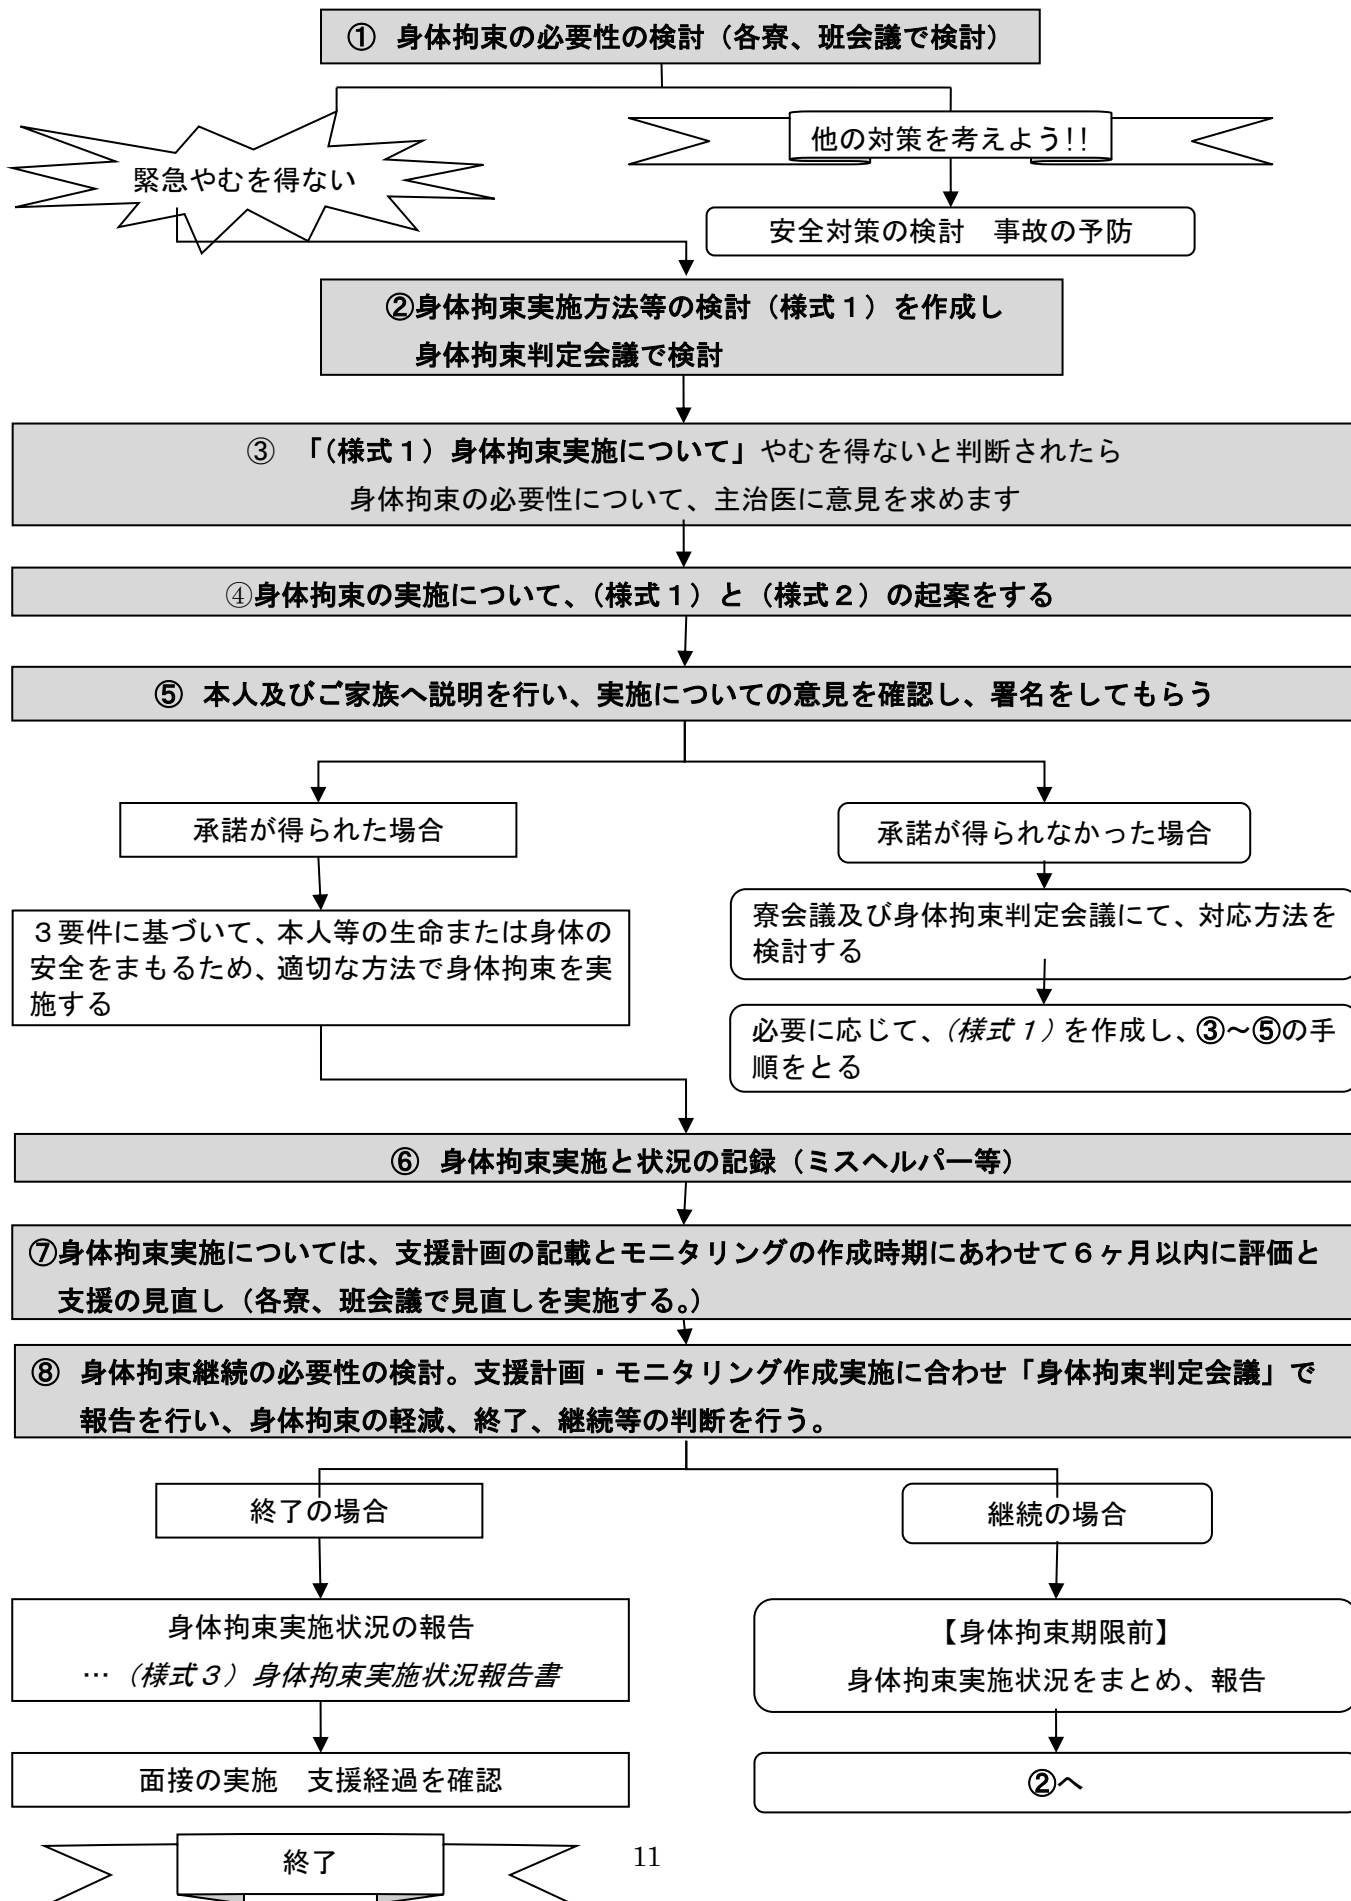 ① 身体拘束の必要性の検討（各寮、班会議で検討）
緊急やむを得ない
他の対策を考えよう!!
安全対策の検討　事故の予防
②身体拘束実施方法等の検討（様式１）を作成し
身体拘束判定会議で検討
③ 「（様式１）身体拘束実施について」やむを得ないと判断されたら
身体拘束の必要性について、主治医に意見を求めます
④身体拘束の実施について、（様式１）と（様式２）の起案をする
⑤ 本人及びご家族へ説明を行い、実施についての意見を確認し、署名をしてもらう
承諾が得られた場合
３要件に基づいて、本人等の生命または身体の
安全をまもるため、適切な方法で身体拘束を実
施する
承諾が得られなかった場合
寮会議及び身体拘束判定会議にて、対応方法を
検討する
必要に応じて、（様式１）を作成し、③～⑤の手
順をとる
⑥ 身体拘束実施と状況の記録（ミスヘルパー等）
⑦身体拘束実施については、支援計画の記載とモニタリングの作成時期にあわせて６ヶ月以内に評価と
支援の見直し（各寮、班会議で見直しを実施する。）
⑧ 身体拘束継続の必要性の検討。支援計画・モニタリング作成実施に合わせ「身体拘束判定会議」で
報告を行い、身体拘束の軽減、終了、継続等の判断を行う。
終了の場合
身体拘束実施状況の報告
…（様式３）身体拘束実施状況報告書
面接の実施　支援経過を確認
終了
継続の場合
【身体拘束期限前】
身体拘束実施状況をまとめ、報告
②へ
11